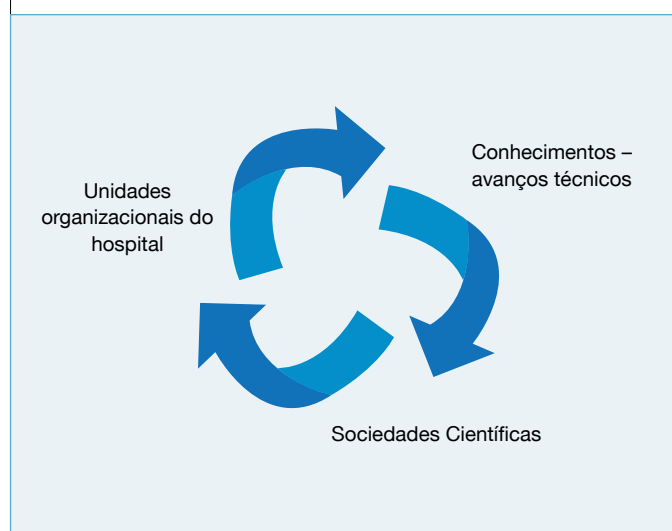 Unidades
organizacionais do
hospital
Conhecimentos –
avanços técnicos
Sociedades Científicas